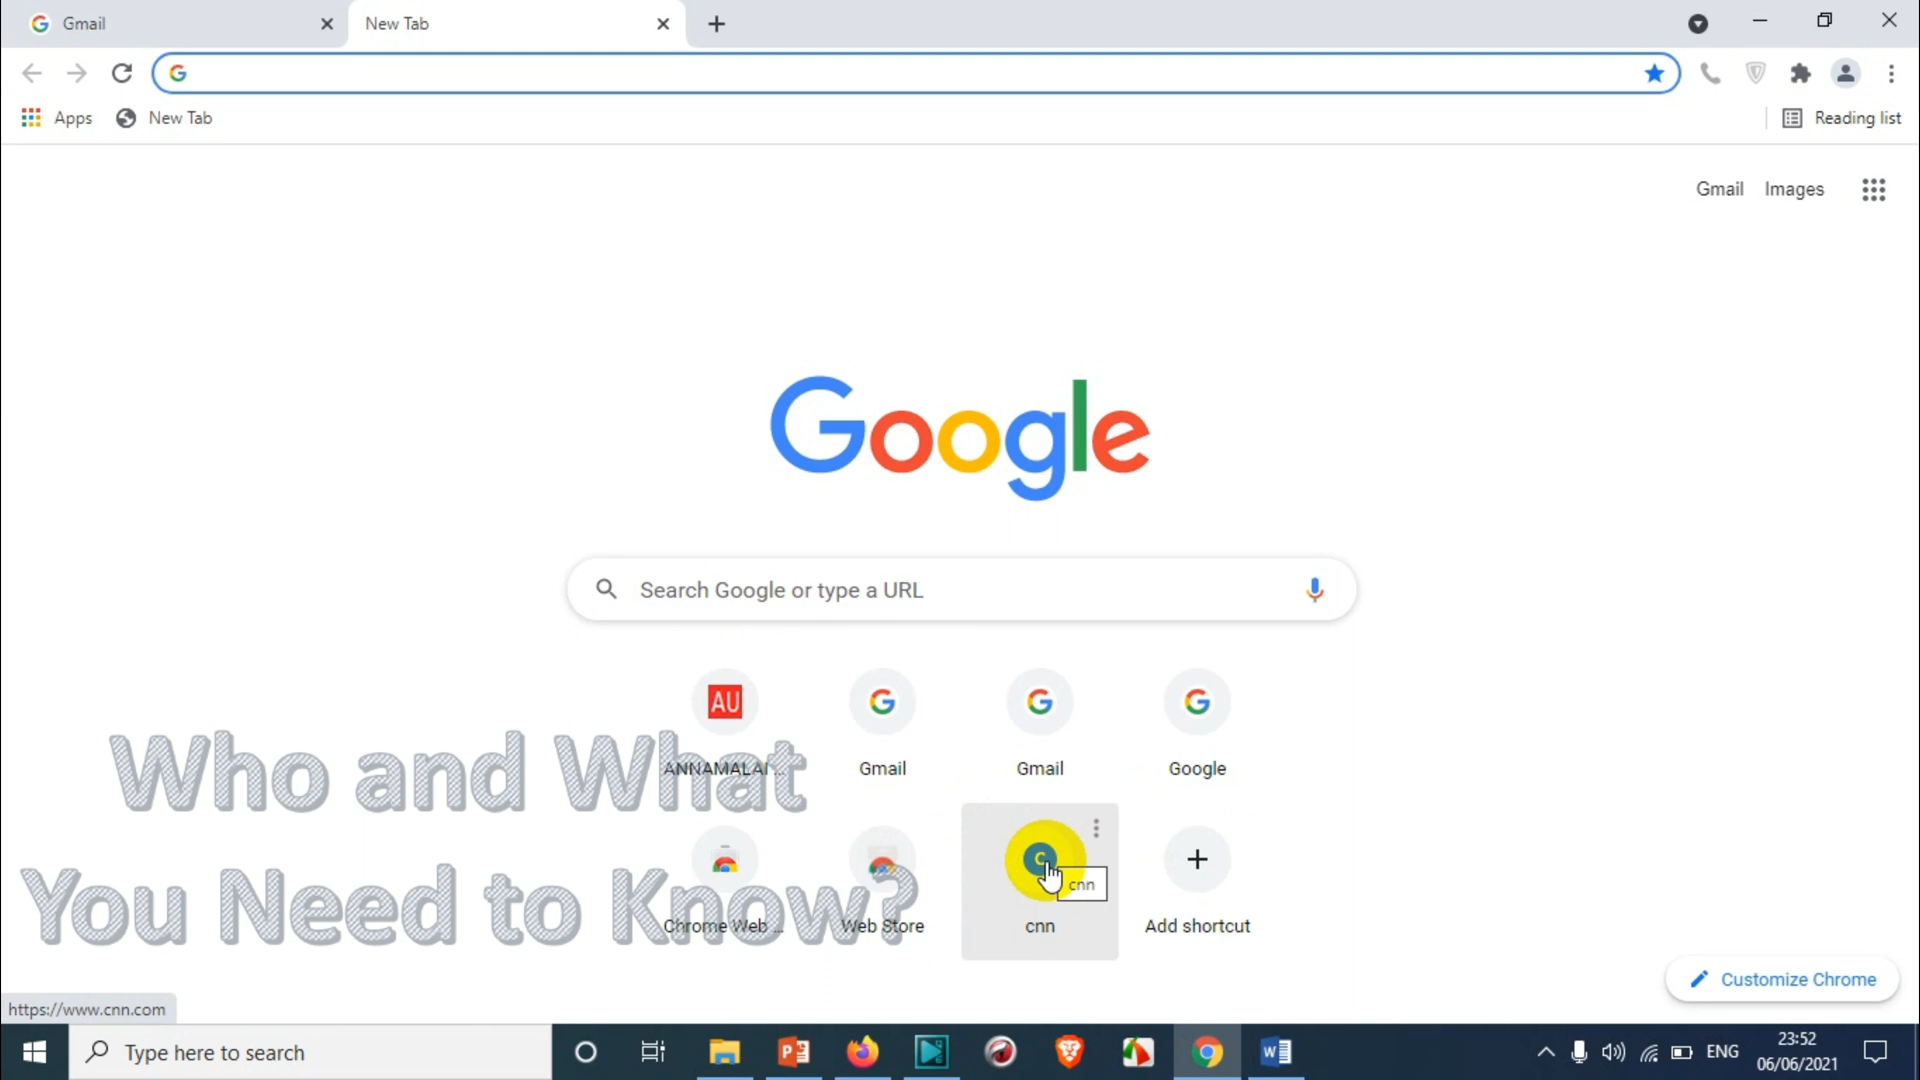 Gmail
New Tab
Apps
New Tab
Reading list
Gmail Images
Google
Search Google or type a URL
AU
ANNAMALAI ...
Gmail
Gmail
Google
Who and What
You Need to Know?
Chrome Web ...
Web Store
C
cnn
cnn
Add shortcut
Customize Chrome
https://www.cnn.com
Type here to search
ENG
23:52
06/06/2021